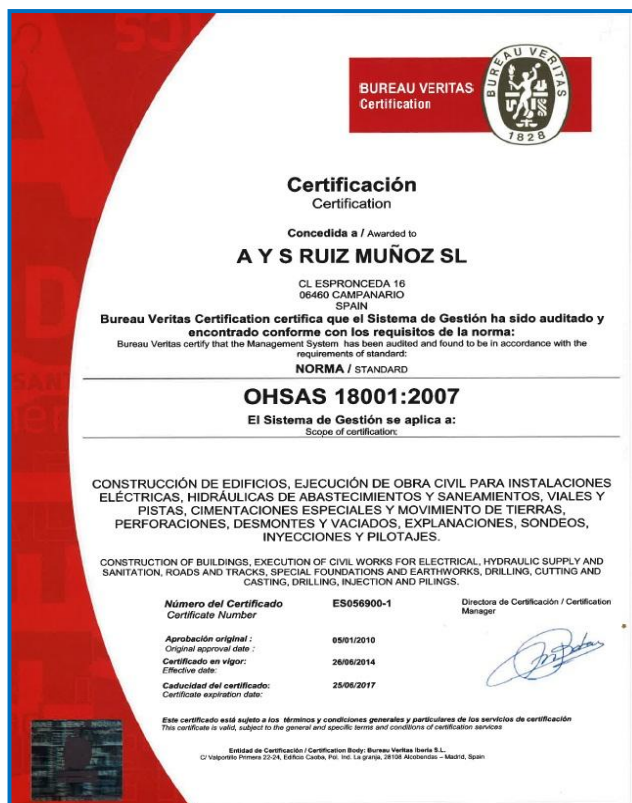 BUREAU VERITAS
Certification
BUREAU VERITAS
1828
Certificación
Certification
Concedida a / Awarded to
A Y S RUIZ MUÑOZ SL
CL ESPRONCEDA 16
06460 CAMPANARIO
SPAIN
Bureau Veritas Certification certifica que el Sistema de Gestión ha sido auditado y
encontrado conforme con los requisitos de la norma:
Bureau Veritas certify that the Management System has been audited and found to be in accordance with the
requirements of standard:
NORMA / STANDARD
OHSAS 18001:2007
El Sistema de Gestión se aplica a:
Scope of certification:
CONSTRUCCIÓN DE EDIFICIOS, EJECUCIÓN DE OBRA CIVIL PARA INSTALACIONES
ELÉCTRICAS, HIDRÁULICAS DE ABASTECIMIENTOS Y SANEAMIENTOS, VIALES Y
PISTAS, CIMENTACIONES ESPECIALES Y MOVIMIENTO DE TIERRAS,
PERFORACIONES, DESMONTES Y VACIADOS, EXPLANACIONES, SONDEOS,
INYECCIONES Y PILOTAJES.
CONSTRUCTION OF BUILDINGS, EXECUTION OF CIVIL WORKS FOR ELECTRICAL, HYDRAULIC SUPPLY AND
SANITATION, ROADS AND TRACKS, SPECIAL FOUNDATIONS AND EARTHWORKS, DRILLING, CUTTING AND
CASTING, DRILLING, INJECTION AND PILINGS.
Número del Certificado ES056900-1 Directora de Certificación / Certification
Certificate Number Manager
Aprobación original : 05/01/2010
Original approval date :
Certificado en vigor: 26/06/2014
Effective date:
Caducidad del certificado: 25/06/2017
Certificate expiration date:
Este certificado está sujeto a los términos y condiciones generales y particulares de los servicios de certificación
This certificate is valid, subject to the general and specific terms and conditions of certification services
Entidad de Certificación / Certification Body: Bureau Veritas Iberia S.L.
C/ Valportillo Primera 22-24, Edificio Caoba, Pol. Ind. La granja, 28108 Alcobendas – Madrid, Spain